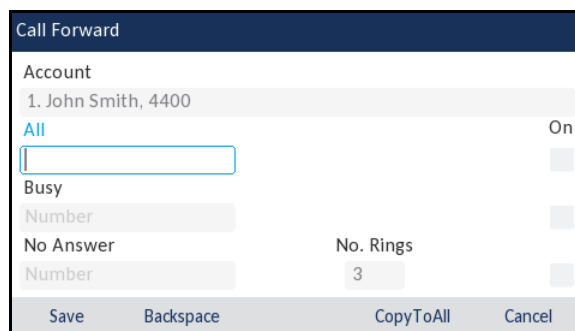 Call Forward
Account
1. John Smith, 4400
All On
Busy
Number
No Answer No. Rings
Number 3
Save Backspace CopyToAll Cancel